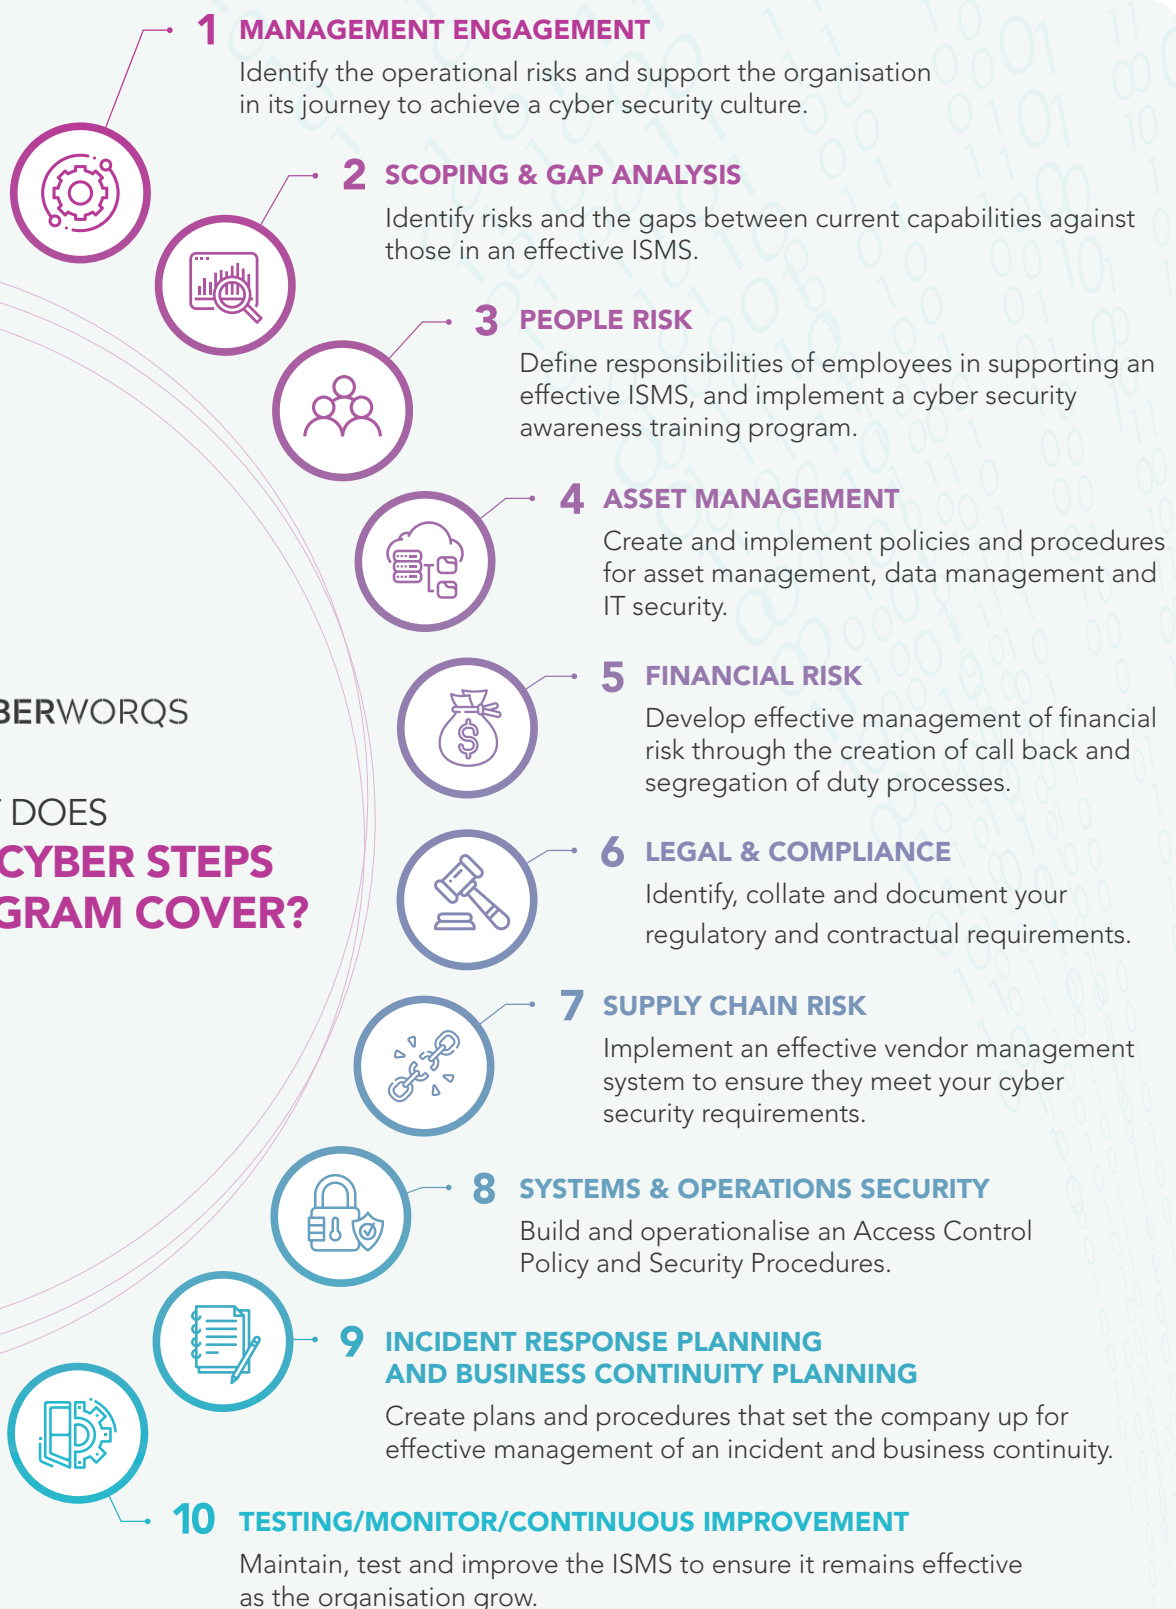 1 MANAGEMENT ENGAGEMENT
Identify the operational risks and support the organisation
in its journey to achieve a cyber security culture.
2 SCOPING & GAP ANALYSIS
Identify risks and the gaps between current capabilities against
those in an effective ISMS.
3 PEOPLE RISK
Define responsibilities of employees in supporting an
effective ISMS, and implement a cyber security
awareness training program.
4 ASSET MANAGEMENT
Create and implement policies and procedures
for asset management, data management and
IT security.
5 FINANCIAL RISK
Develop effective management of financial
risk through the creation of call back and
segregation of duty processes.
BERWORQS
DOES
CYBER STEPS
GRAM COVER?
6 LEGAL & COMPLIANCE
Identify, collate and document your
regulatory and contractual requirements.
7 SUPPLY CHAIN RISK
Implement an effective vendor management
system to ensure they meet your cyber
security requirements.
8 SYSTEMS & OPERATIONS SECURITY
Build and operationalise an Access Control
Policy and Security Procedures.
9 INCIDENT RESPONSE PLANNING
AND BUSINESS CONTINUITY PLANNING
Create plans and procedures that set the company up for
effective management of an incident and business continuity.
10 TESTING/MONITOR/CONTINUOUS IMPROVEMENT
Maintain, test and improve the ISMS to ensure it remains effective
as the organisation grow.